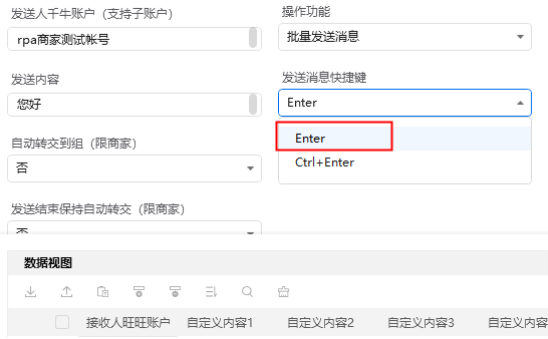 发送人千牛账户（支持子账户）
操作功能
rpa商家测试帐号
批量发送消息
发送内容
发送消息快捷键
您好
Enter
Enter
自动转交到组（限商家）
否
Ctrl+Enter
发送结束保持自动转交（限商家）
否
数据视图
接收人旺旺账户 自定义内容1 自定义内容2 自定义内容3 自定义内容